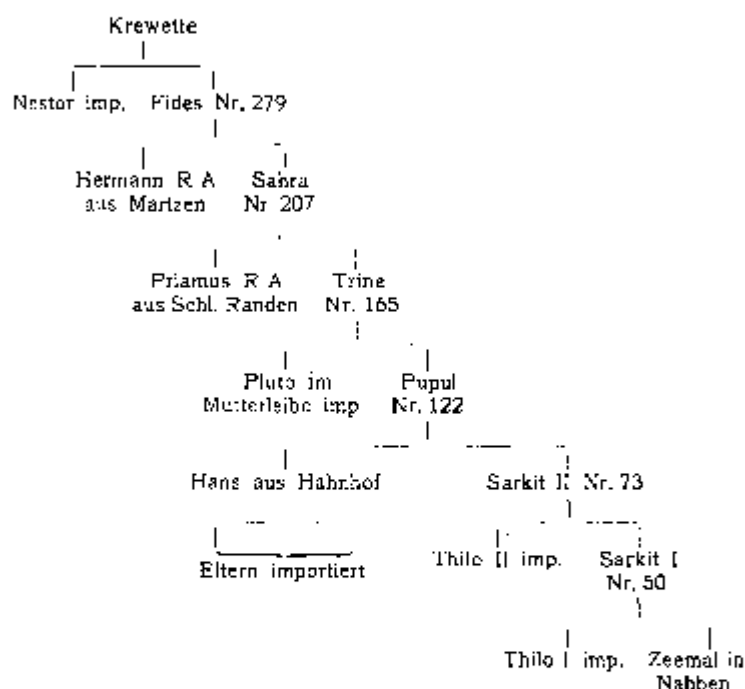 Krewette
Nestor imp. Fides Nr. 279
Hermann R A Sahra
aus Martzen Nr 207
Priamus R A Trine
aus Schl. Randen Nr. 165
Pluto im Pupul
Mutterleibe imp Nr. 122
Hans aus Hahnhof Sarkit II Nr. 73
Eltern importiert Thilo II imp. Sarkit I
Nr. 50
Thilo I imp. Zeemal in
Nabben